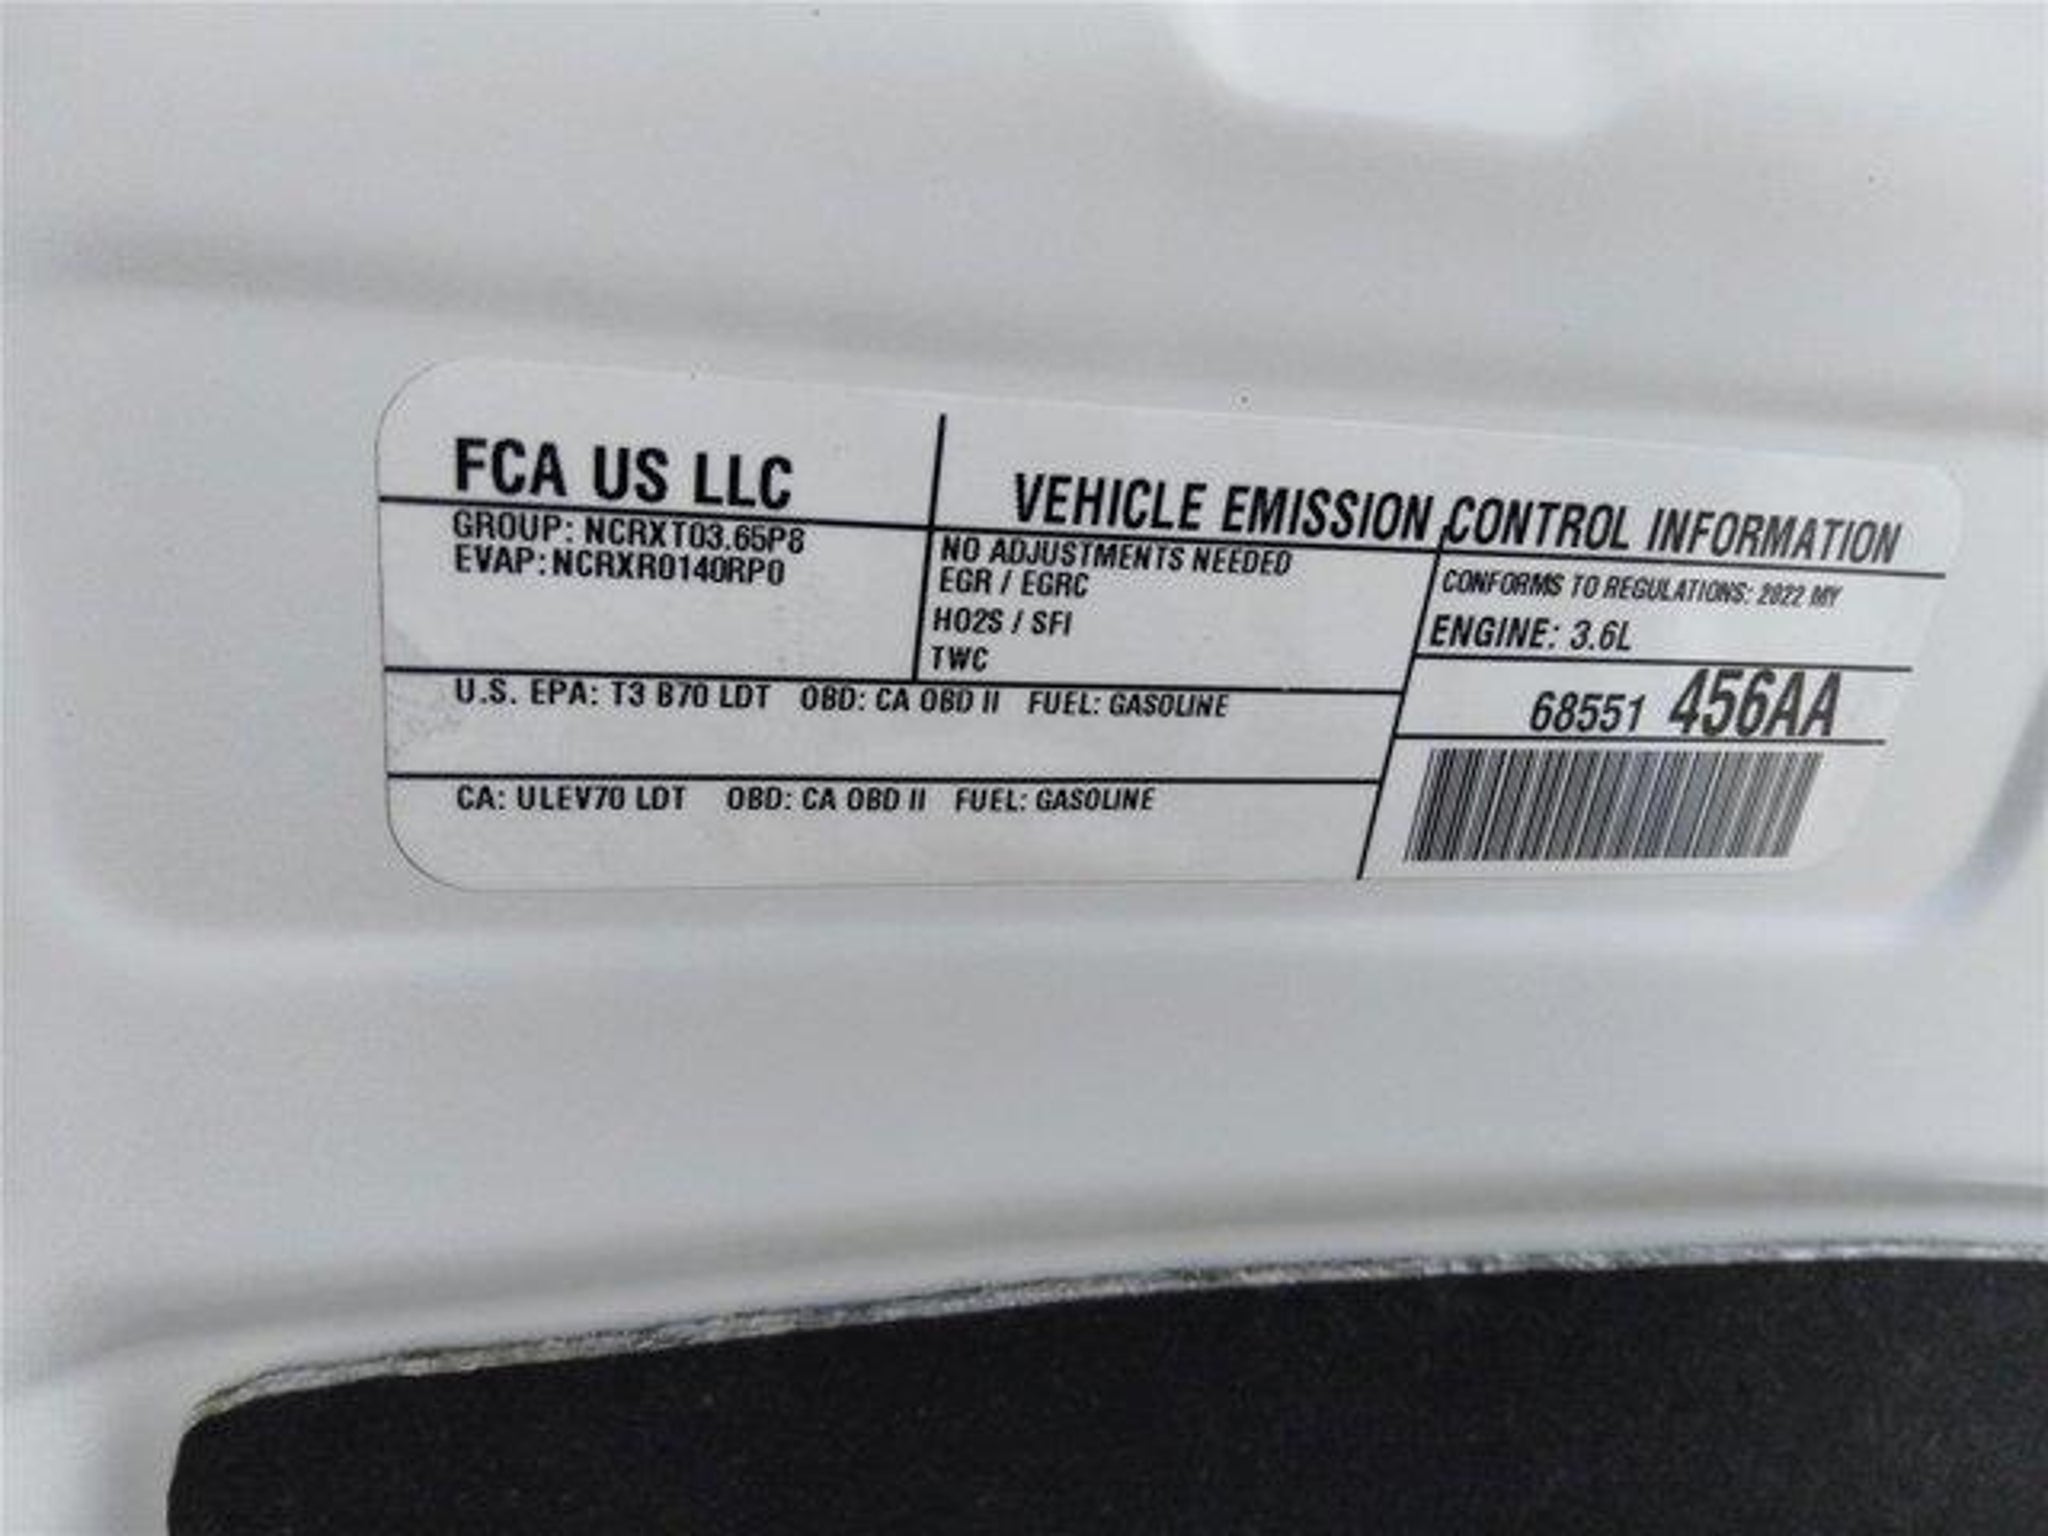 FCA US LLC
VEHICLE EMISSION CONTROL INFORMATION
GROUP: NCRXT03.65P8
EVAP: NCRXR0140RP0
NO ADJUSTMENTS NEEDED
EGR / EGRC
HO2S / SFI
TWC
CONFORMS TO REGULATIONS: 2022 MY
ENGINE: 3.6L
68551 456AA
U.S. EPA: T3 B70 LDT OBD: CA OBD II FUEL: GASOLINE
CA: ULEV70 LDT OBD: CA OBD II FUEL: GASOLINE